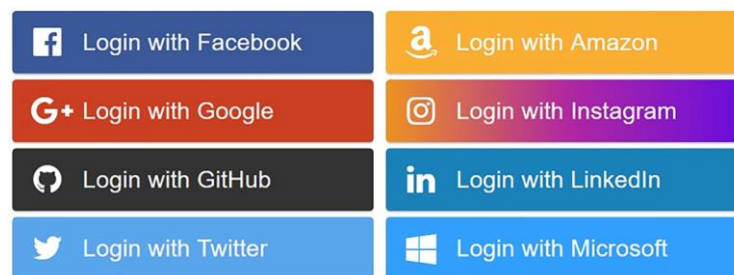 Login with Facebook
Login with Amazon
G+ Login with Google
Login with Instagram
Login with GitHub
in Login with LinkedIn
Login with Twitter
Login with Microsoft